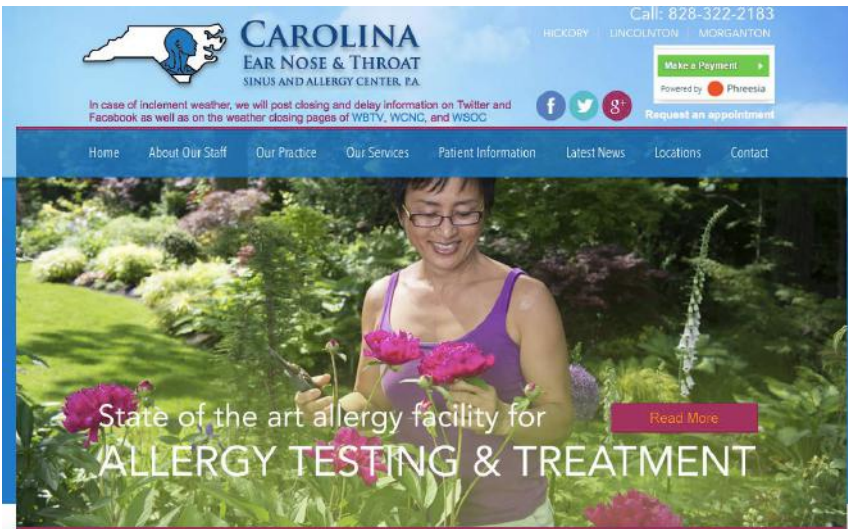 CAROLINA
EAR NOSE & THROAT
SINUS AND ALLERGY CENTER, P.A.
Call: 828-322-2183
HICKORY LINCOLNTON MORGANTON
Make a Payment
Powered by Phreesia
Request an appointment
In case of inclement weather, we will post closing and delay information on Twitter and
Facebook as well as on the weather closing pages of WBTV, WCNC, and WSOC
f
g+
Home About Our Staff Our Practice Our Services Patient Information Latest News Locations Contact
State of the art allergy facility for
ALLERGY TESTING & TREATMENT
Read More